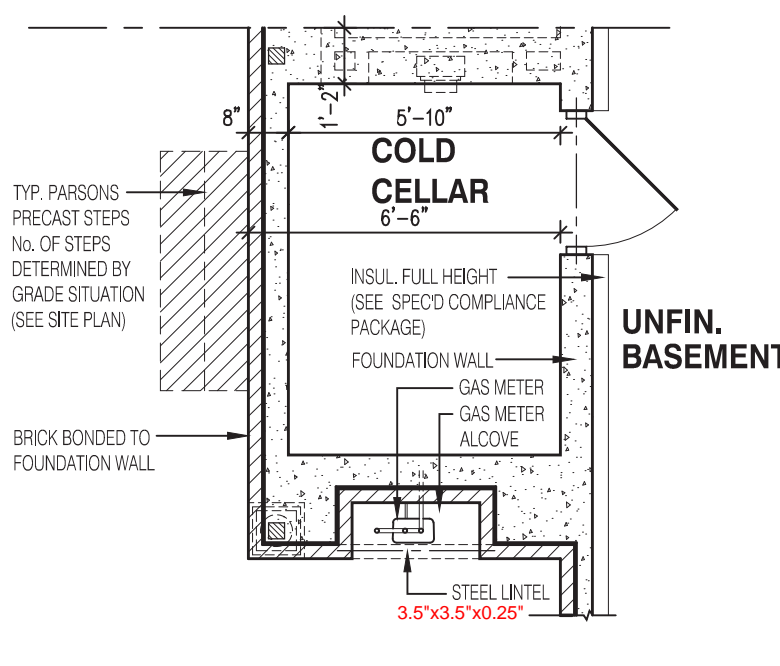 8"
1'-2"
5'-10"
COLD
CELLAR
6'-6"
TYP. PARSONS
PRECAST STEPS
No. OF STEPS
DETERMINED BY
GRADE SITUATION
(SEE SITE PLAN)
INSUL. FULL HEIGHT
(SEE SPEC'D COMPLIANCE
PACKAGE)
UNFIN.
BASEMENT
FOUNDATION WALL
GAS METER
GAS METER
ALCOVE
BRICK BONDED TO
FOUNDATION WALL
STEEL LINTEL
3.5"x3.5"x0.25"